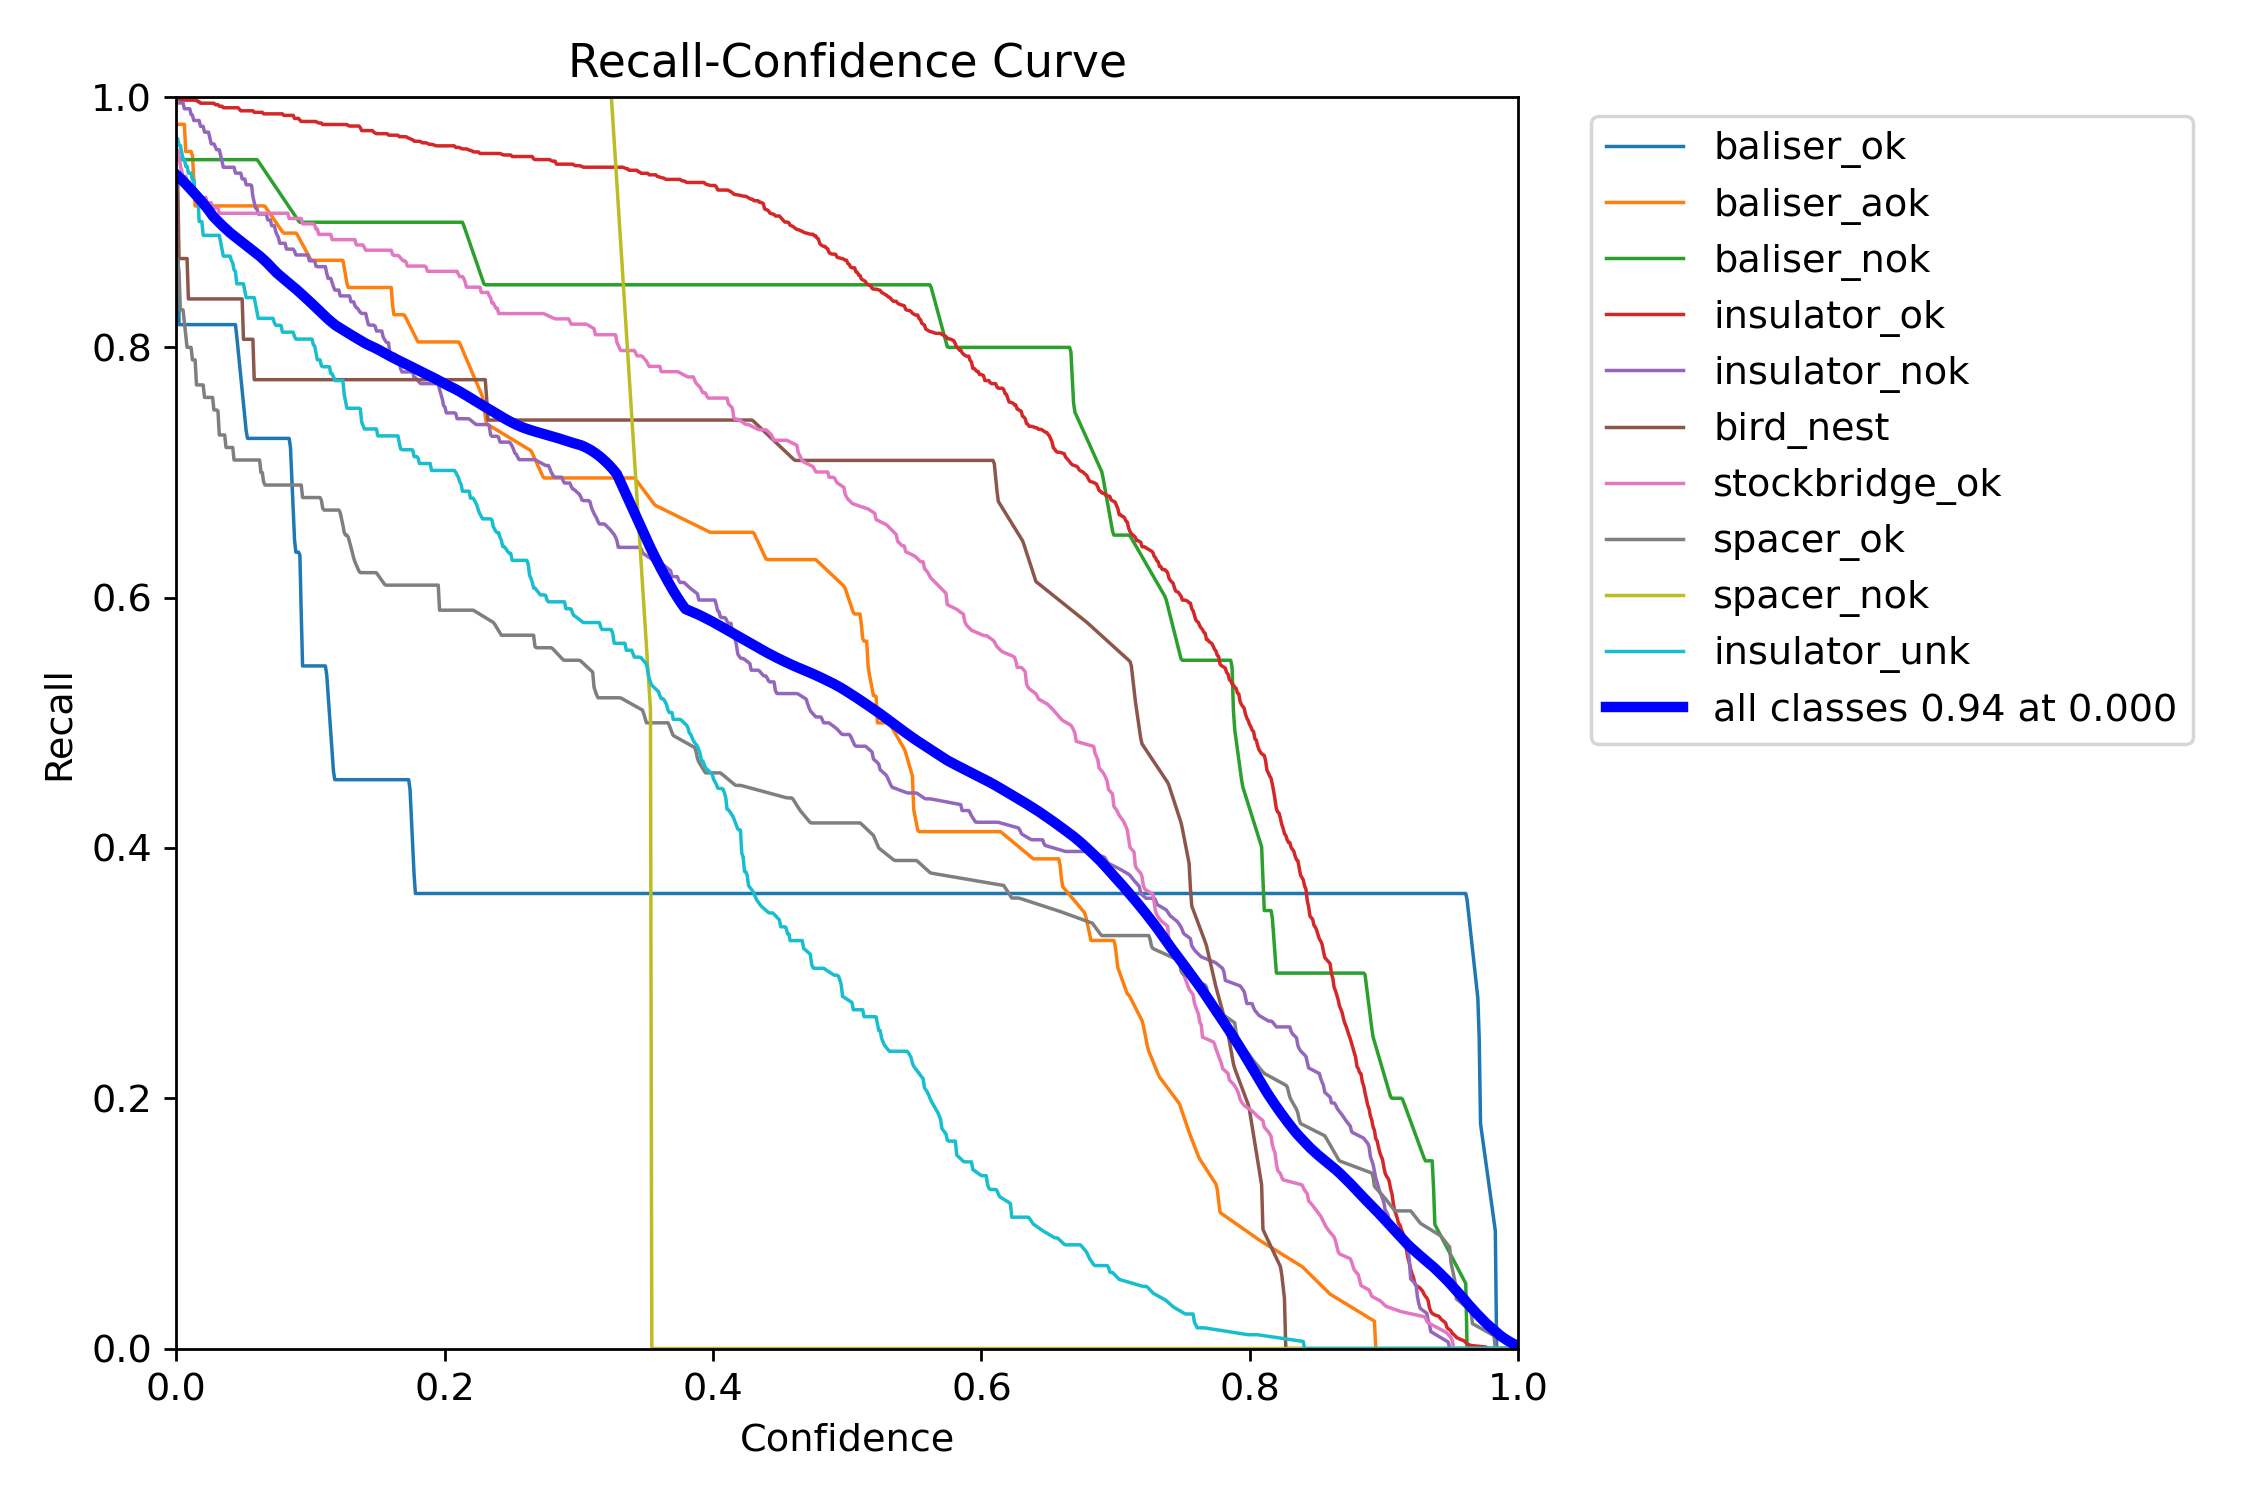 Recall-Confidence Curve
1.0
0.8
0.6
0.4
0.2
0.0
Recall
0.0 0.2 0.4 0.6 0.8 1.0
Confidence
baliser_ok
baliser_aok
baliser_nok
insulator_ok
insulator_nok
bird_nest
stockbridge_ok
spacer_ok
spacer_nok
insulator_unk
all classes 0.94 at 0.000